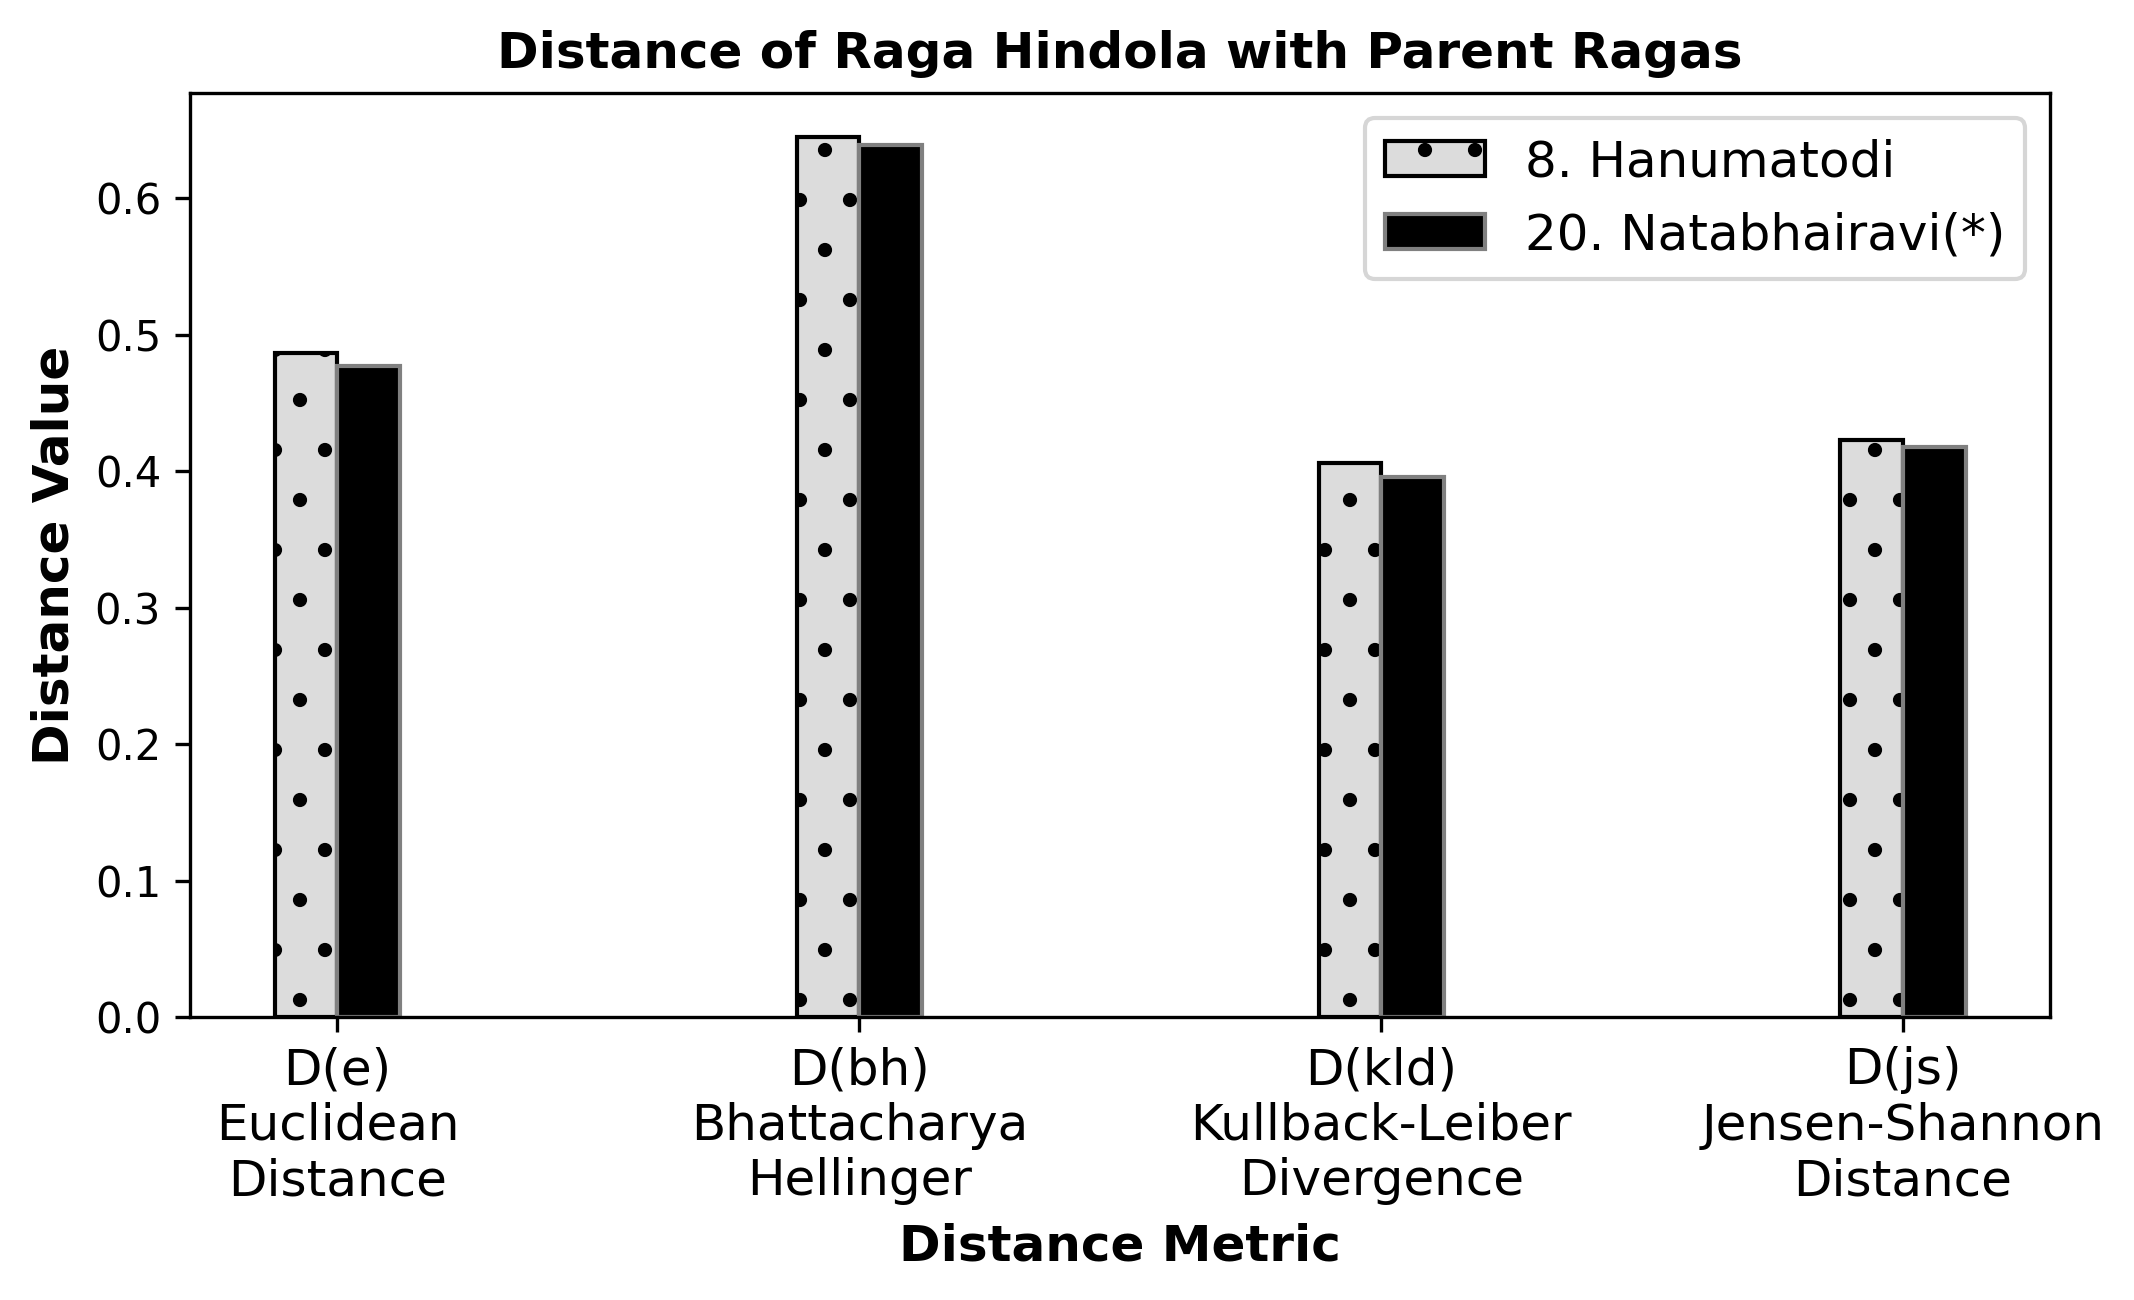 Distance of Raga Hindola with Parent Ragas
8. Hanumatodi
20. Natabhairavi(*)
Distance Value
0.6
0.5
0.4
0.3
0.2
0.1
0.0
D(e)
Euclidean
Distance
D(bh)
Bhattacharya
Hellinger
D(kld)
Kullback-Leiber
Divergence
D(js)
Jensen-Shannon
Distance
Distance Metric